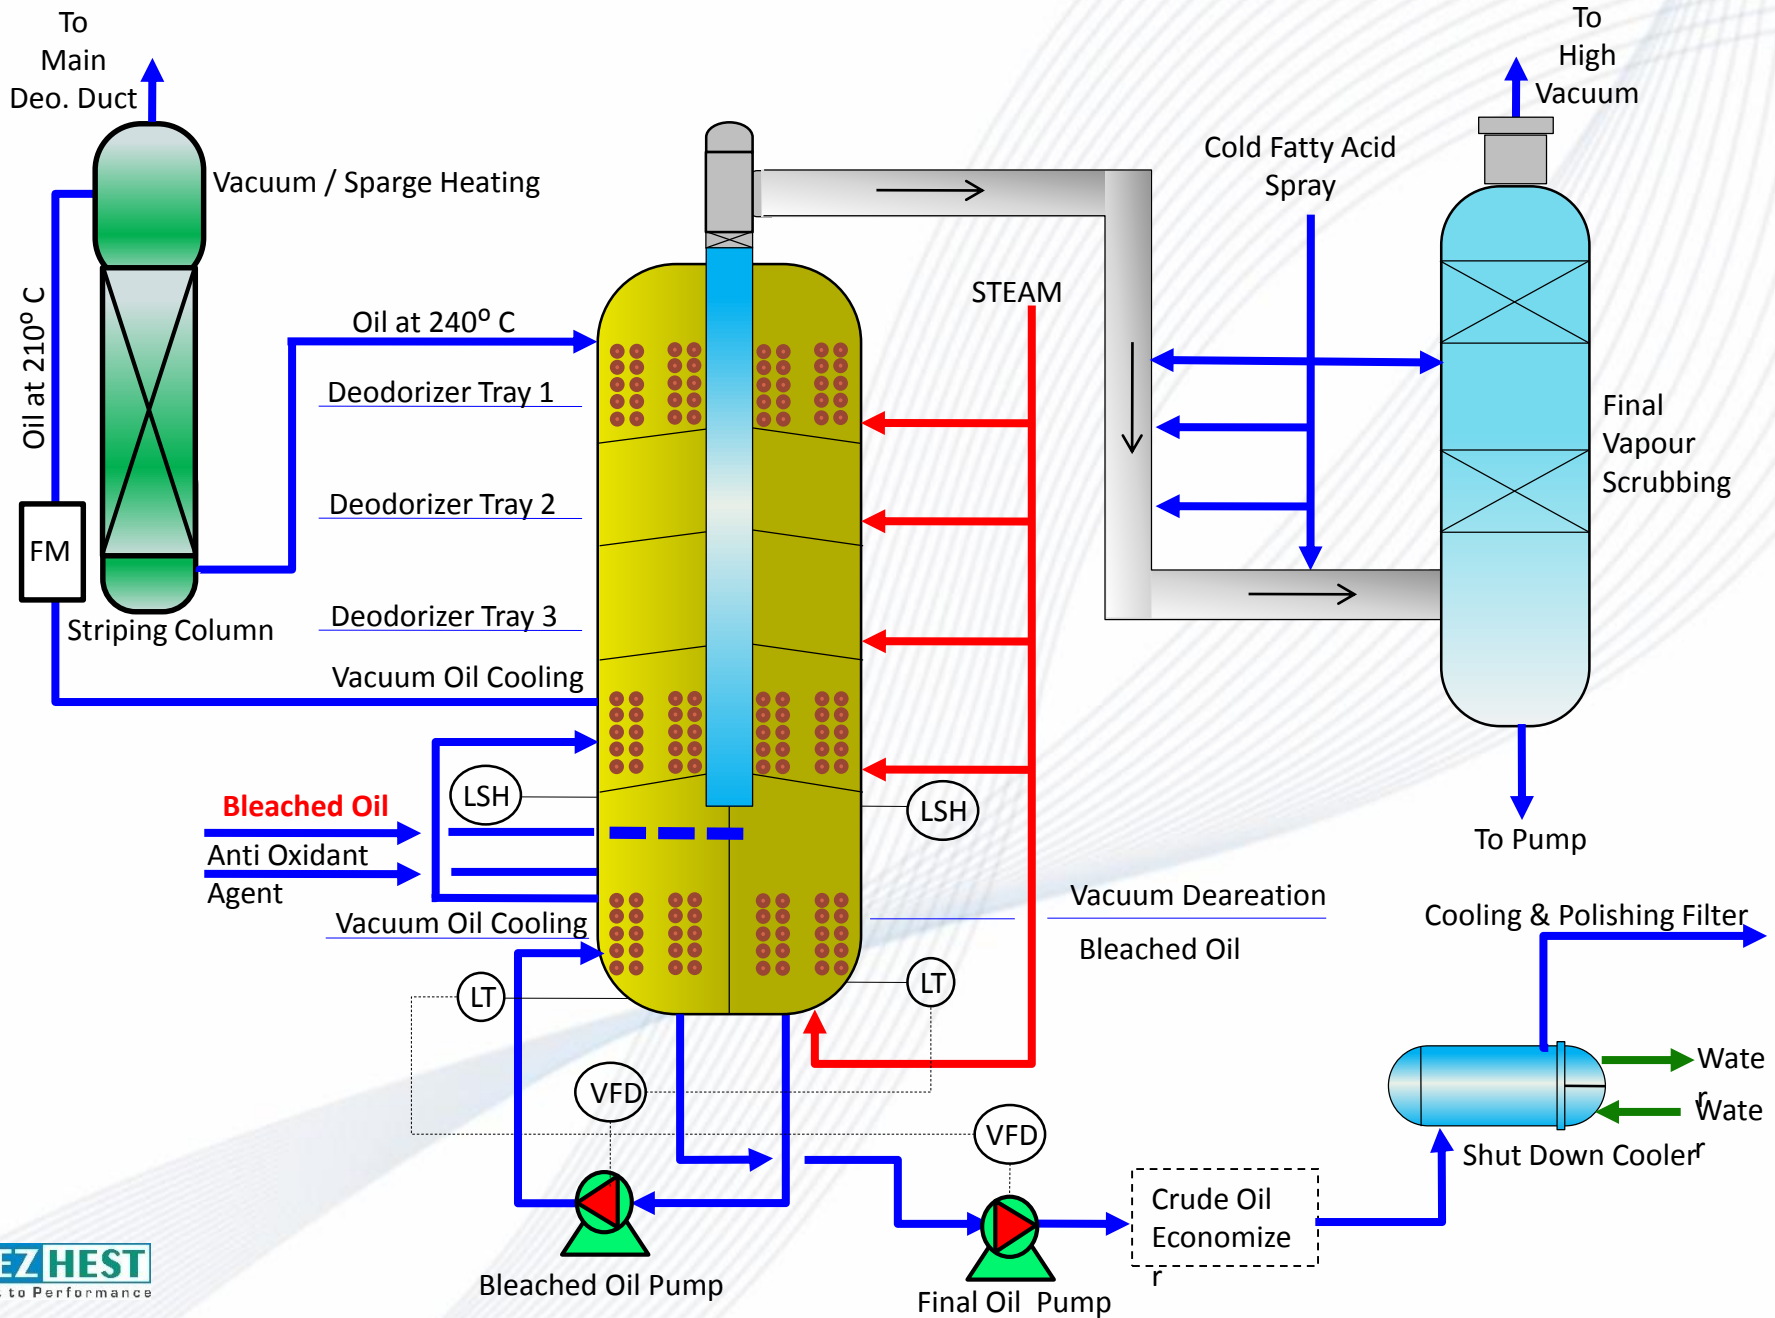 To
Main
Deo. Duct
Vacuum / Sparge Heating
Oil at 210⁰ C
FM
Striping Column
Oil at 240⁰ C
Deodorizer Tray 1
Deodorizer Tray 2
Deodorizer Tray 3
Vacuum Oil Cooling
LSH
Bleached Oil
Anti Oxidant
Agent
Vacuum Oil Cooling
LT
VFD
Bleached Oil Pump
STEAM
LSH
Vacuum Deareation
Bleached Oil
LT
VFD
Final Oil Pump
Crude Oil
Economize
r
Cold Fatty Acid
Spray
To
High
Vacuum
Final
Vapour
Scrubbing
To Pump
Cooling & Polishing Filter
Wate
r
Wate
r
Shut Down Cooler
EZ HEST
to Performance